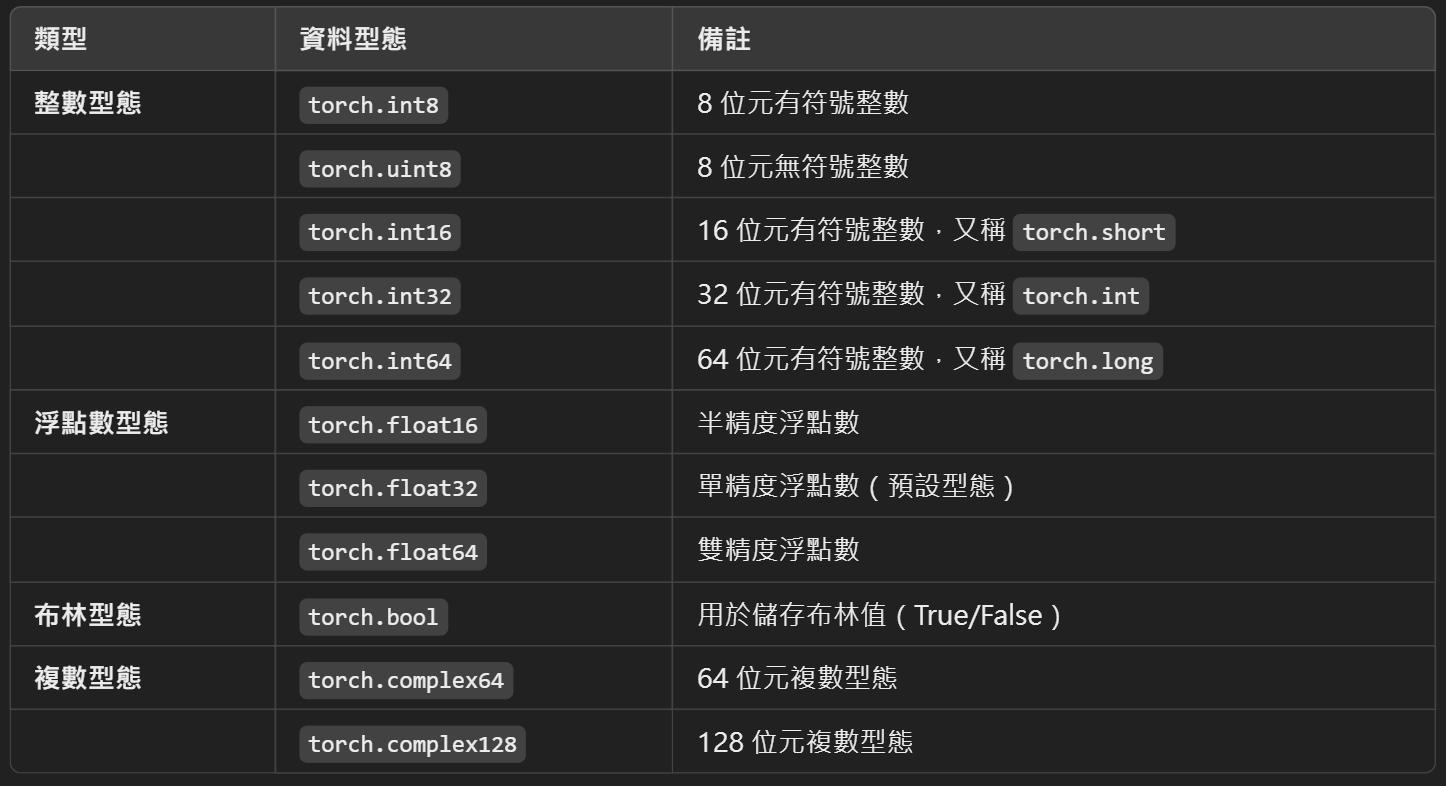 類型 資料型態 備註
整數型態 torch.int8 8 位元有符號整數
torch.uint8 8 位元無符號整數
torch.int16 16 位元有符號整數，又稱 torch.short
torch.int32 32 位元有符號整數，又稱 torch.int
torch.int64 64 位元有符號整數，又稱 torch.long
浮點數型態 torch.float16 半精度浮點數
torch.float32 單精度浮點數（預設型態）
torch.float64 雙精度浮點數
布林型態 torch.bool 用於儲存布林值（True/False）
複數型態 torch.complex64 64 位元複數型態
torch.complex128 128 位元複數型態